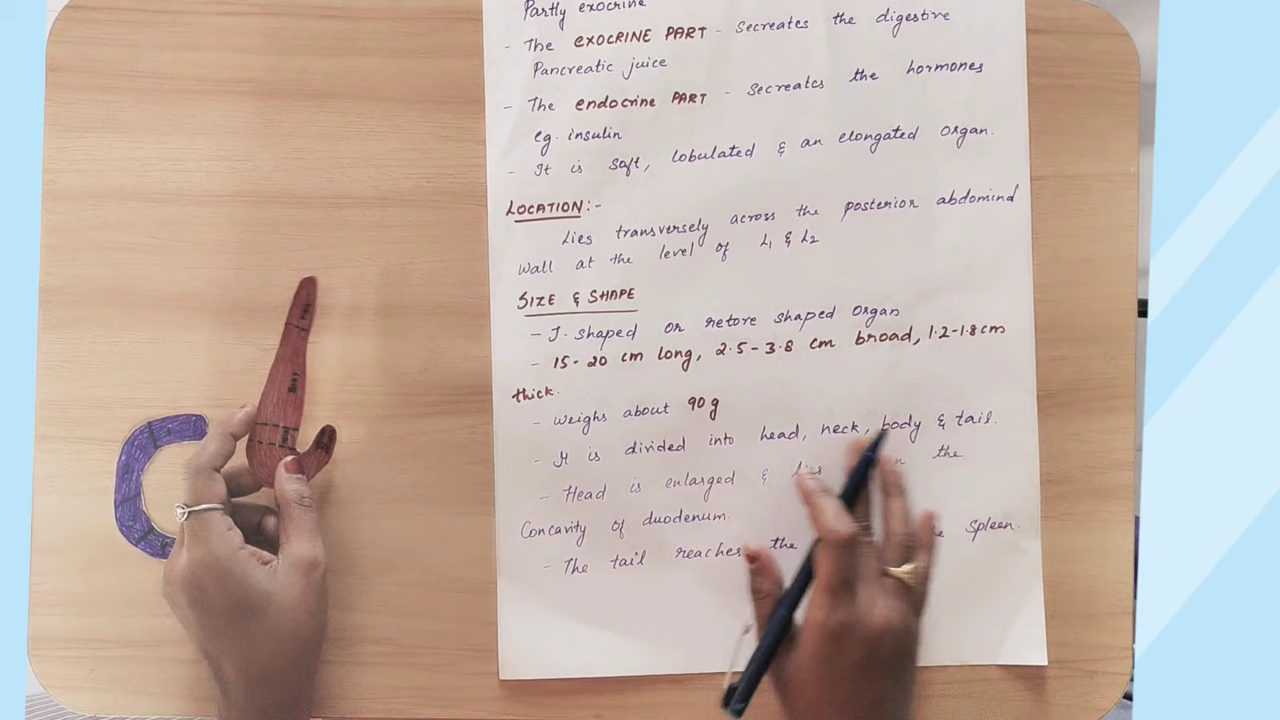 Partly exocrine
- The EXOCRINE PART - Secreates the digestive
Pancreatic juice
- The endocrine PART - Secreates the hormones
eg. insulin
- It is soft, lobulated & an elongated organ.
LOCATION:-
Lies transversely across the posterior abdominal
wall at the level of L1 & L2
SIZE & SHAPE
- J-shaped or retore shaped organ
- 15-20 cm long, 2.5-3.8 cm broad, 1.2-1.8cm
thick.
- weighs about 90g
- It is divided into head, neck, body & tail.
- Head is enlarged & lies the
Concavity of duodenum.
- The tail reaches the spleen.
Body